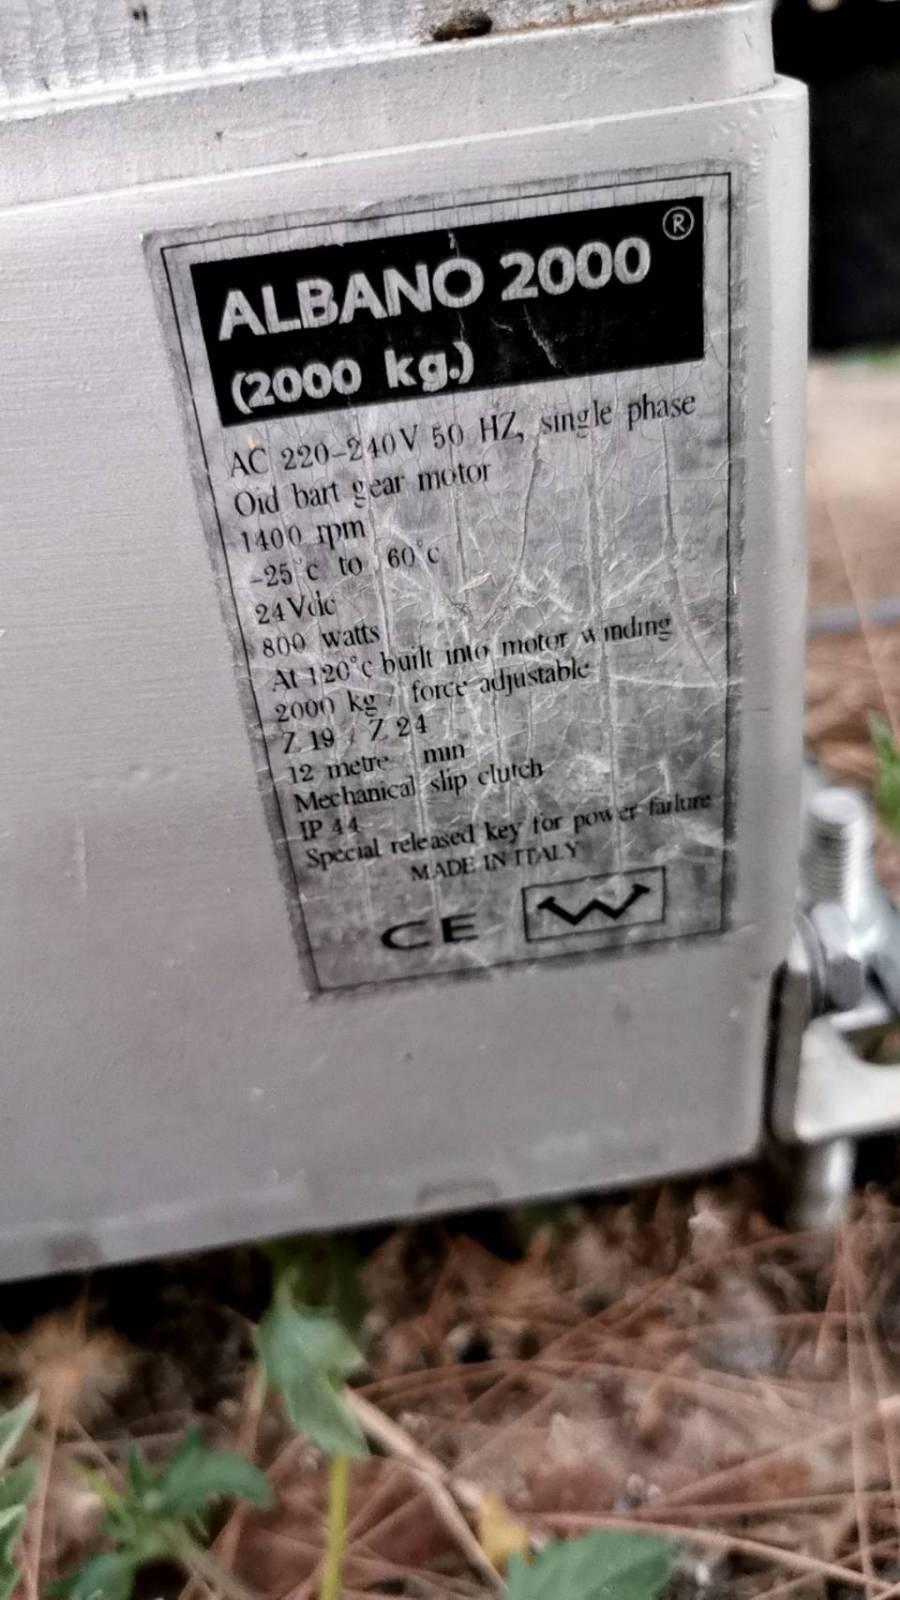 ALBANO 2000 ®
(2000 kg.)
AC 220-240V 50 HZ, single phase
Oid bart gear motor
1400 rpm
-25°c to 60°c
24Vdc
800 watts
At 120°c built into motor winding
2000 kg / force adjustable
Z 19 / Z 24
12 metre / min
Mechanical slip clutch
IP 44
Special released key for power failure
MADE IN ITALY
CE W